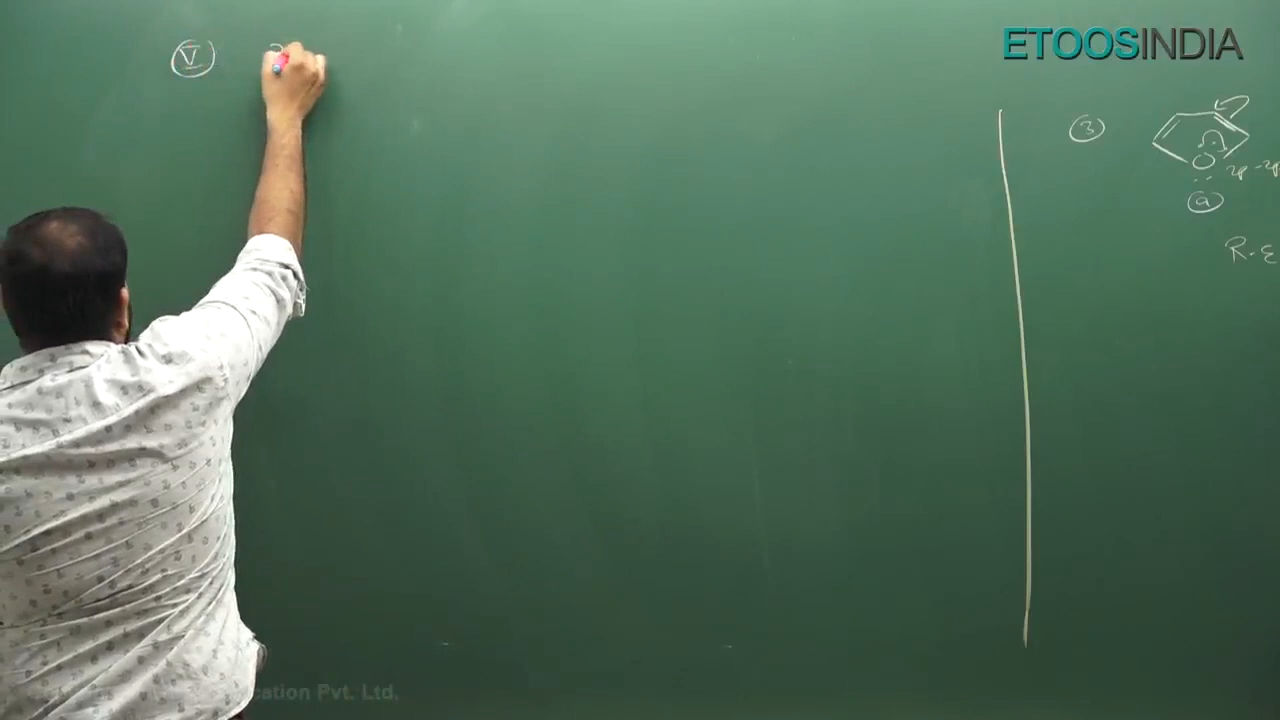 ETOOSINDIA
V
3
O
2p-2p
a
R.E
cation Pvt. Ltd.